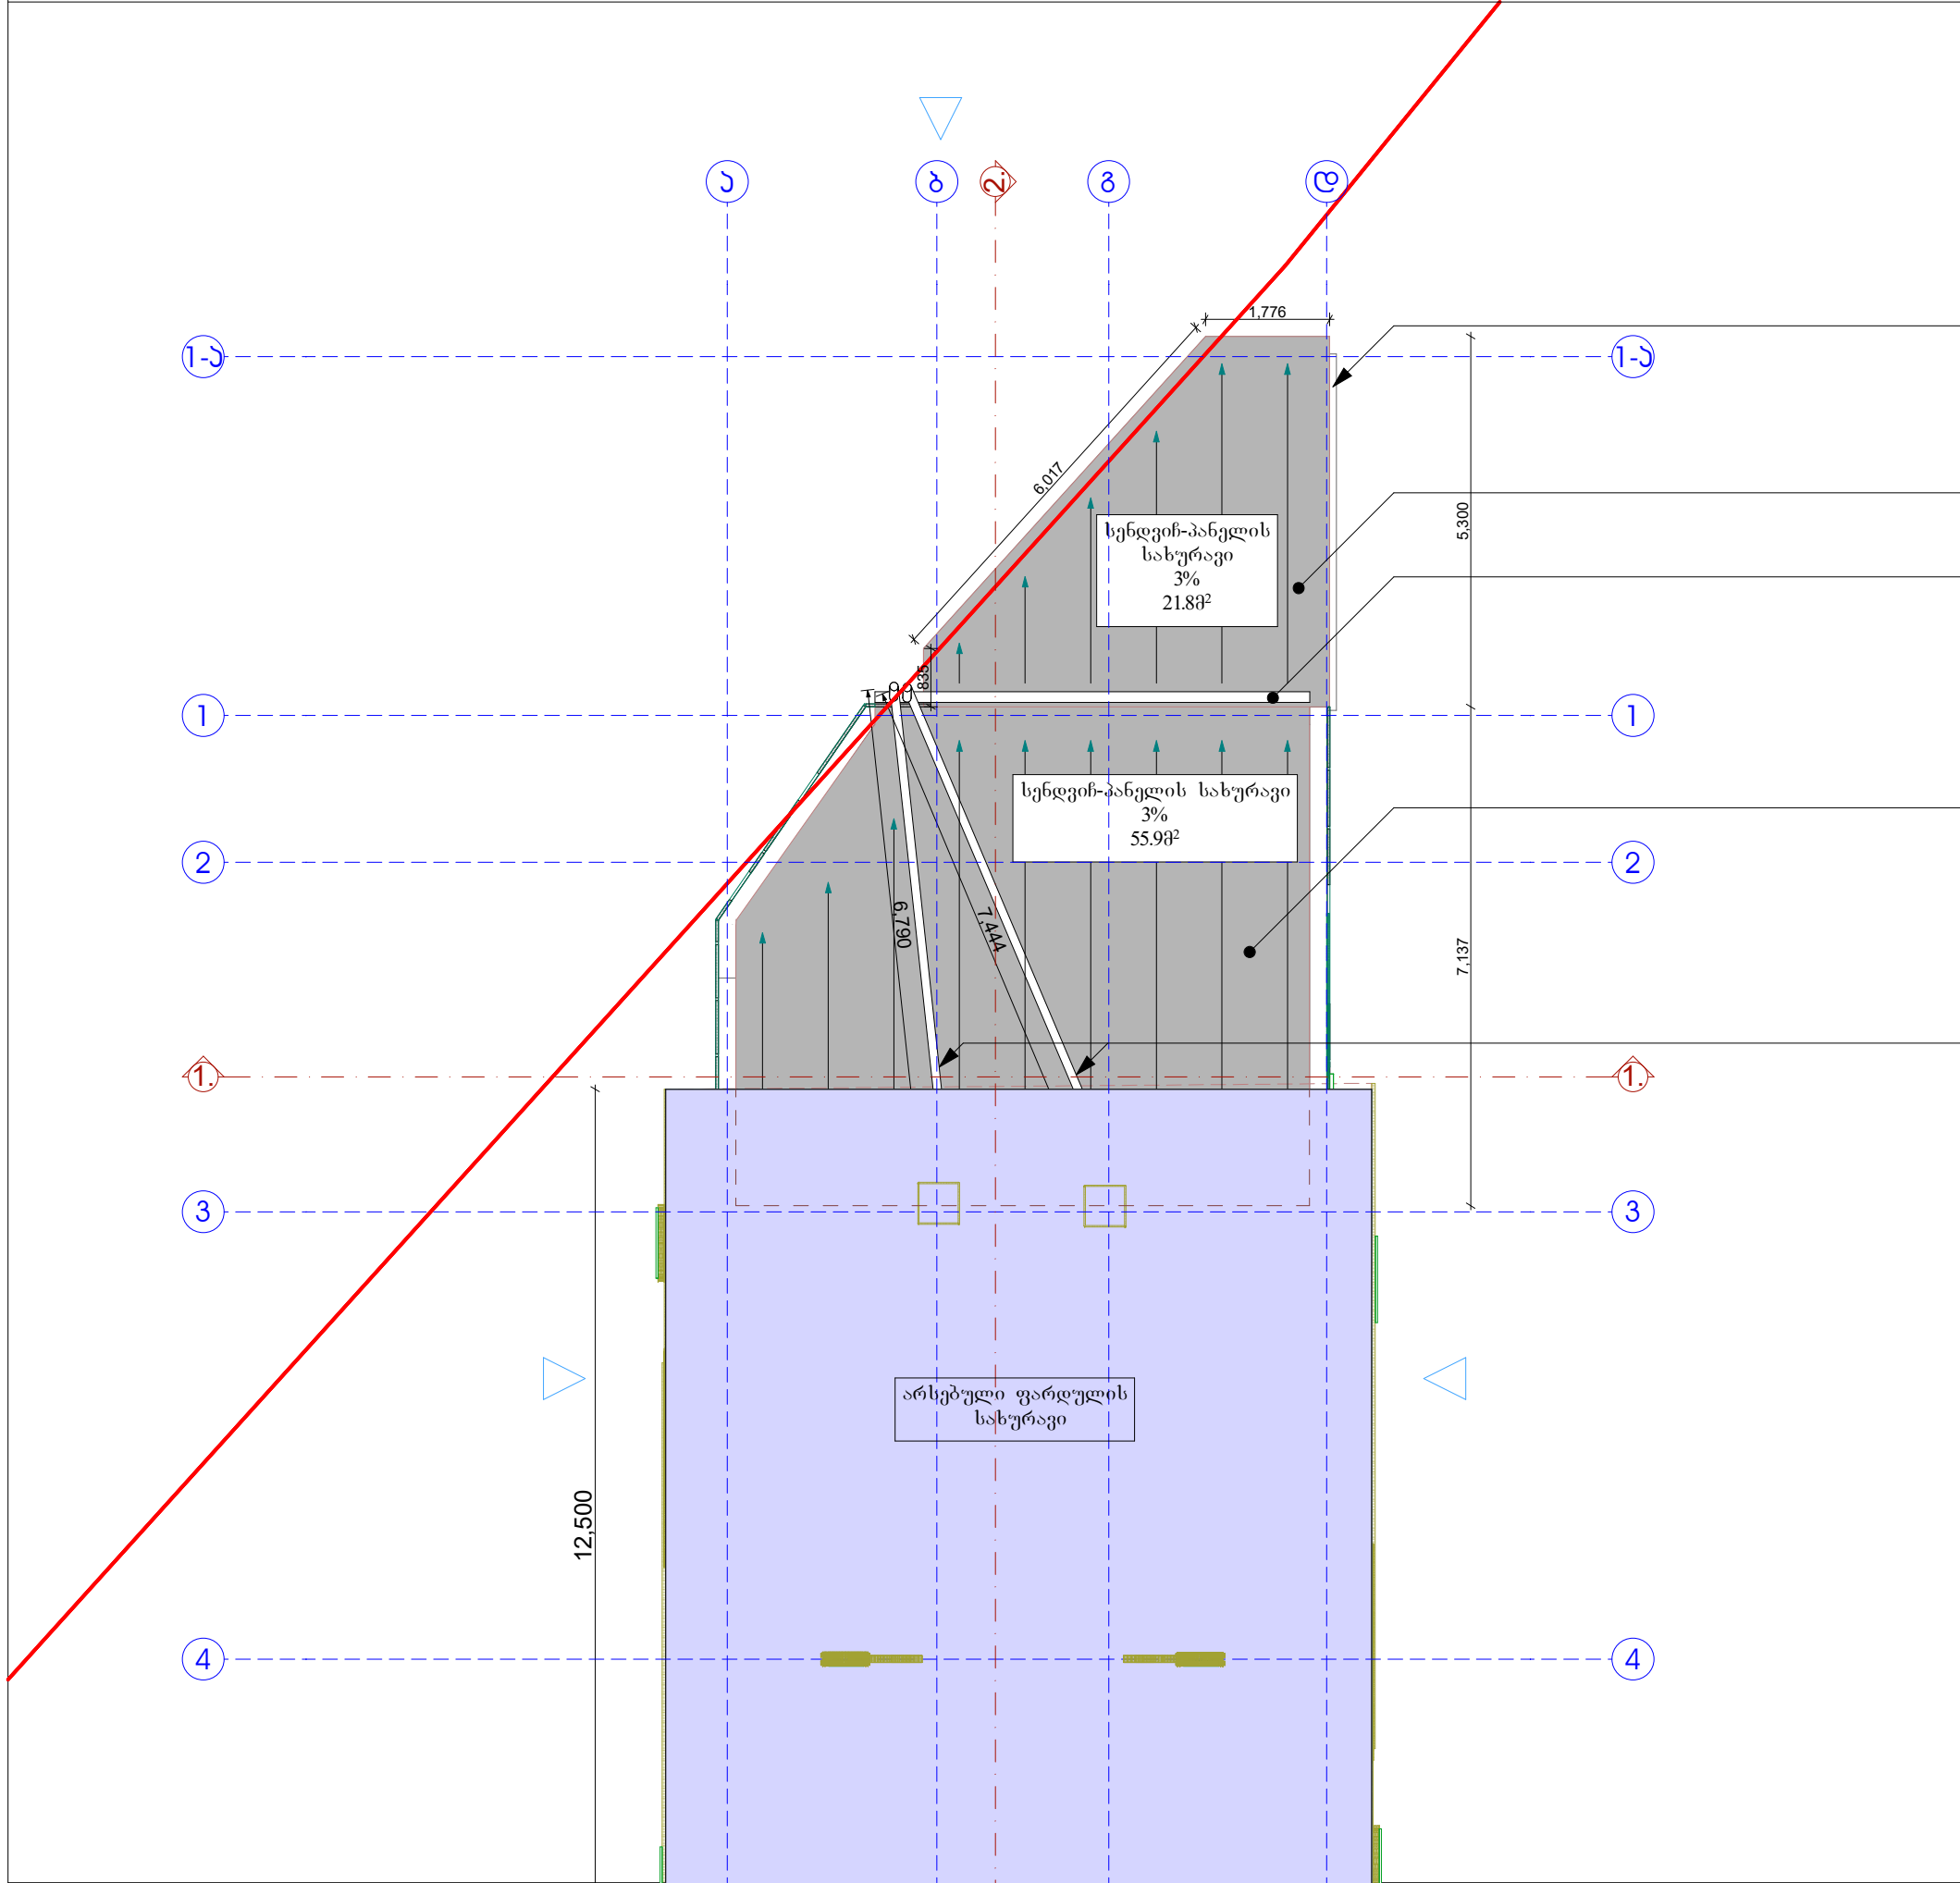 ა
ბ
2.
გ
დ
1,776
1-ა
1-ა
6,017
5,300
სენდვიჩ-პანელის
სახურავი
3%
21.8მ²
835
1
1
სენდვიჩ-პანელის სახურავი
3%
55.9მ²
2
2
6,790
7,444
7,137
1.
1.
3
3
არსებული ფარდულის
სახურავი
12,500
4
4